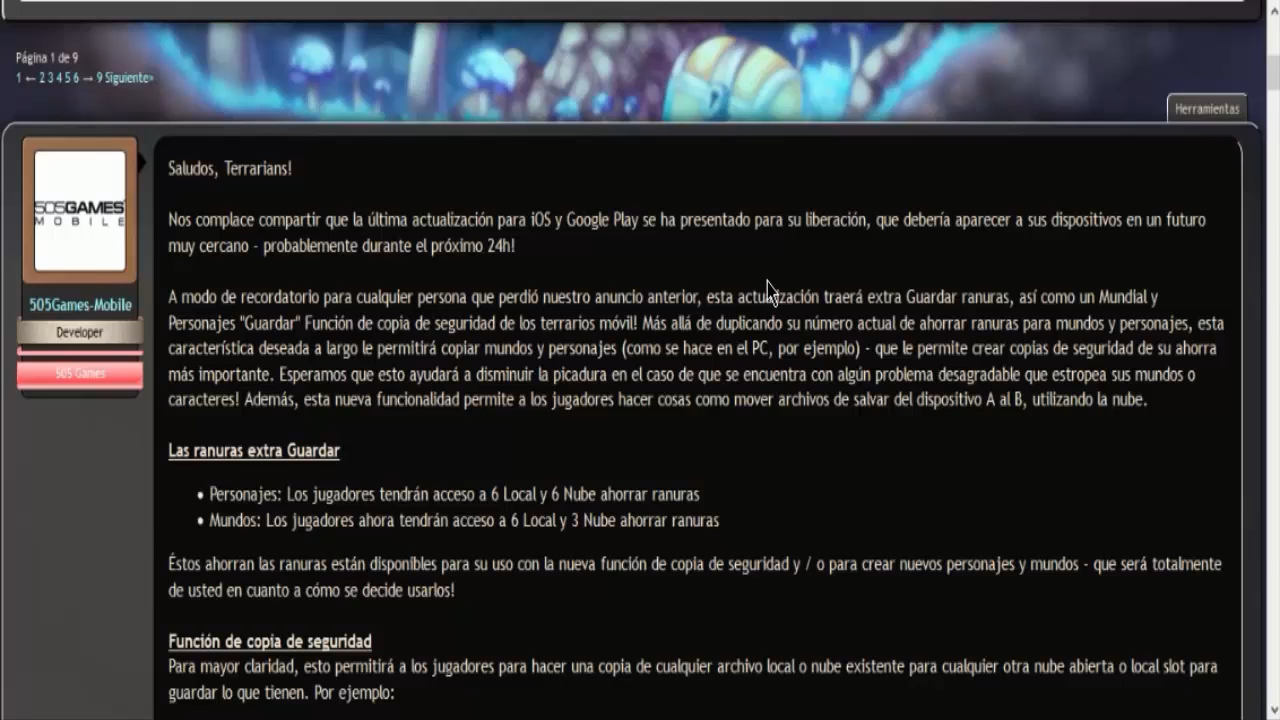 Página 1 de 9
1 ← 2 3 4 5 6 → 9 Siguiente»
Herramientas
505GAMES
MOBILE
505Games-Mobile
Developer
505 Games
Saludos, Terrarians!
Nos complace compartir que la última actualización para iOS y Google Play se ha presentado para su liberación, que debería aparecer a sus dispositivos en un futuro
muy cercano - probablemente durante el próximo 24h!
A modo de recordatorio para cualquier persona que perdió nuestro anuncio anterior, esta actualización traerá extra Guardar ranuras, así como un Mundial y
Personajes "Guardar" Función de copia de seguridad de los terrarios móvil! Más allá de duplicando su número actual de ahorrar ranuras para mundos y personajes, esta
característica deseada a largo le permitirá copiar mundos y personajes (como se hace en el PC, por ejemplo) - que le permite crear copias de seguridad de su ahorra
más importante. Esperamos que esto ayudará a disminuir la picadura en el caso de que se encuentra con algún problema desagradable que estropea sus mundos o
caracteres! Además, esta nueva funcionalidad permite a los jugadores hacer cosas como mover archivos de salvar del dispositivo A al B, utilizando la nube.
Las ranuras extra Guardar
• Personajes: Los jugadores tendrán acceso a 6 Local y 6 Nube ahorrar ranuras
• Mundos: Los jugadores ahora tendrán acceso a 6 Local y 3 Nube ahorrar ranuras
Éstos ahorran las ranuras están disponibles para su uso con la nueva función de copia de seguridad y / o para crear nuevos personajes y mundos - que será totalmente
de usted en cuanto a cómo se decide usarlos!
Función de copia de seguridad
Para mayor claridad, esto permitirá a los jugadores para hacer una copia de cualquier archivo local o nube existente para cualquier otra nube abierta o local slot para
guardar lo que tienen. Por ejemplo: